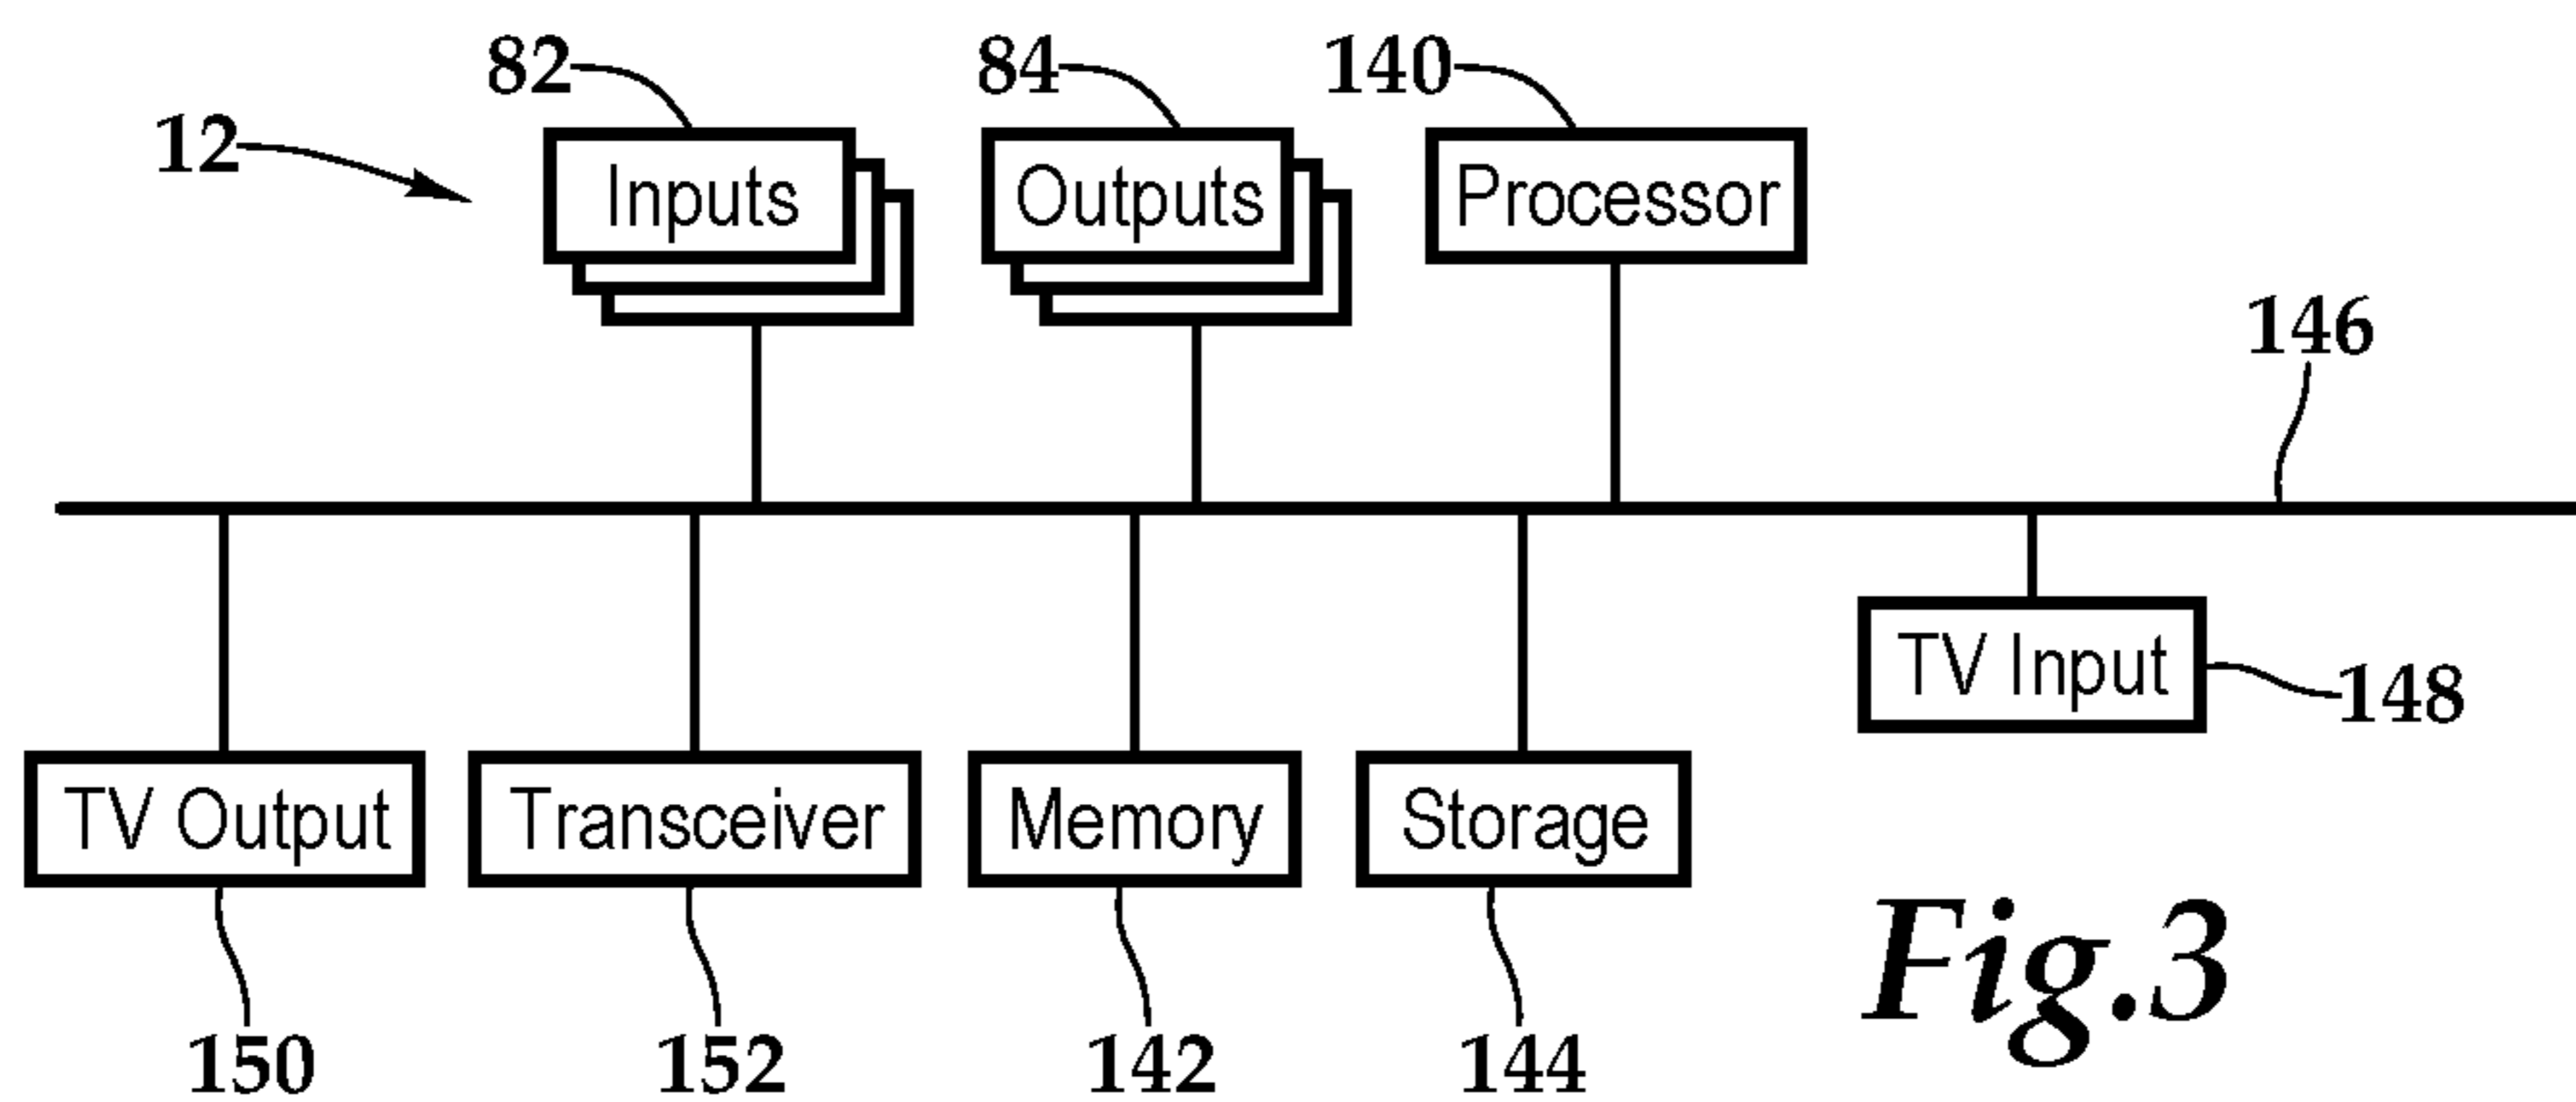 82
84
140
12
Inputs
Outputs
Processor
146
TV Input
148
TV Output
Transceiver
Memory
Storage
150
152
142
144
Fig.3